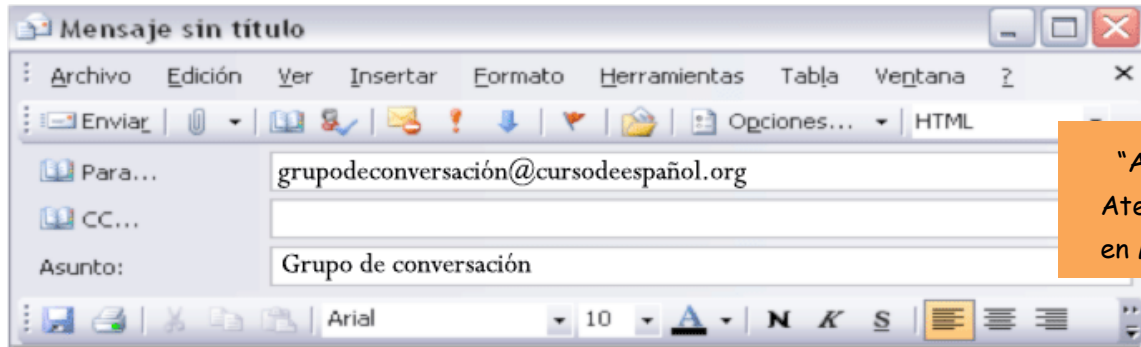 Mensaje sin título
Archivo Edición Ver Insertar Formato Herramientas Tabla Ventana ?
Enviar Opciones... HTML
Para... grupodeconversación@cursodeespañol.org
CC...
Asunto: Grupo de conversación
Arial 10 A N K S
en